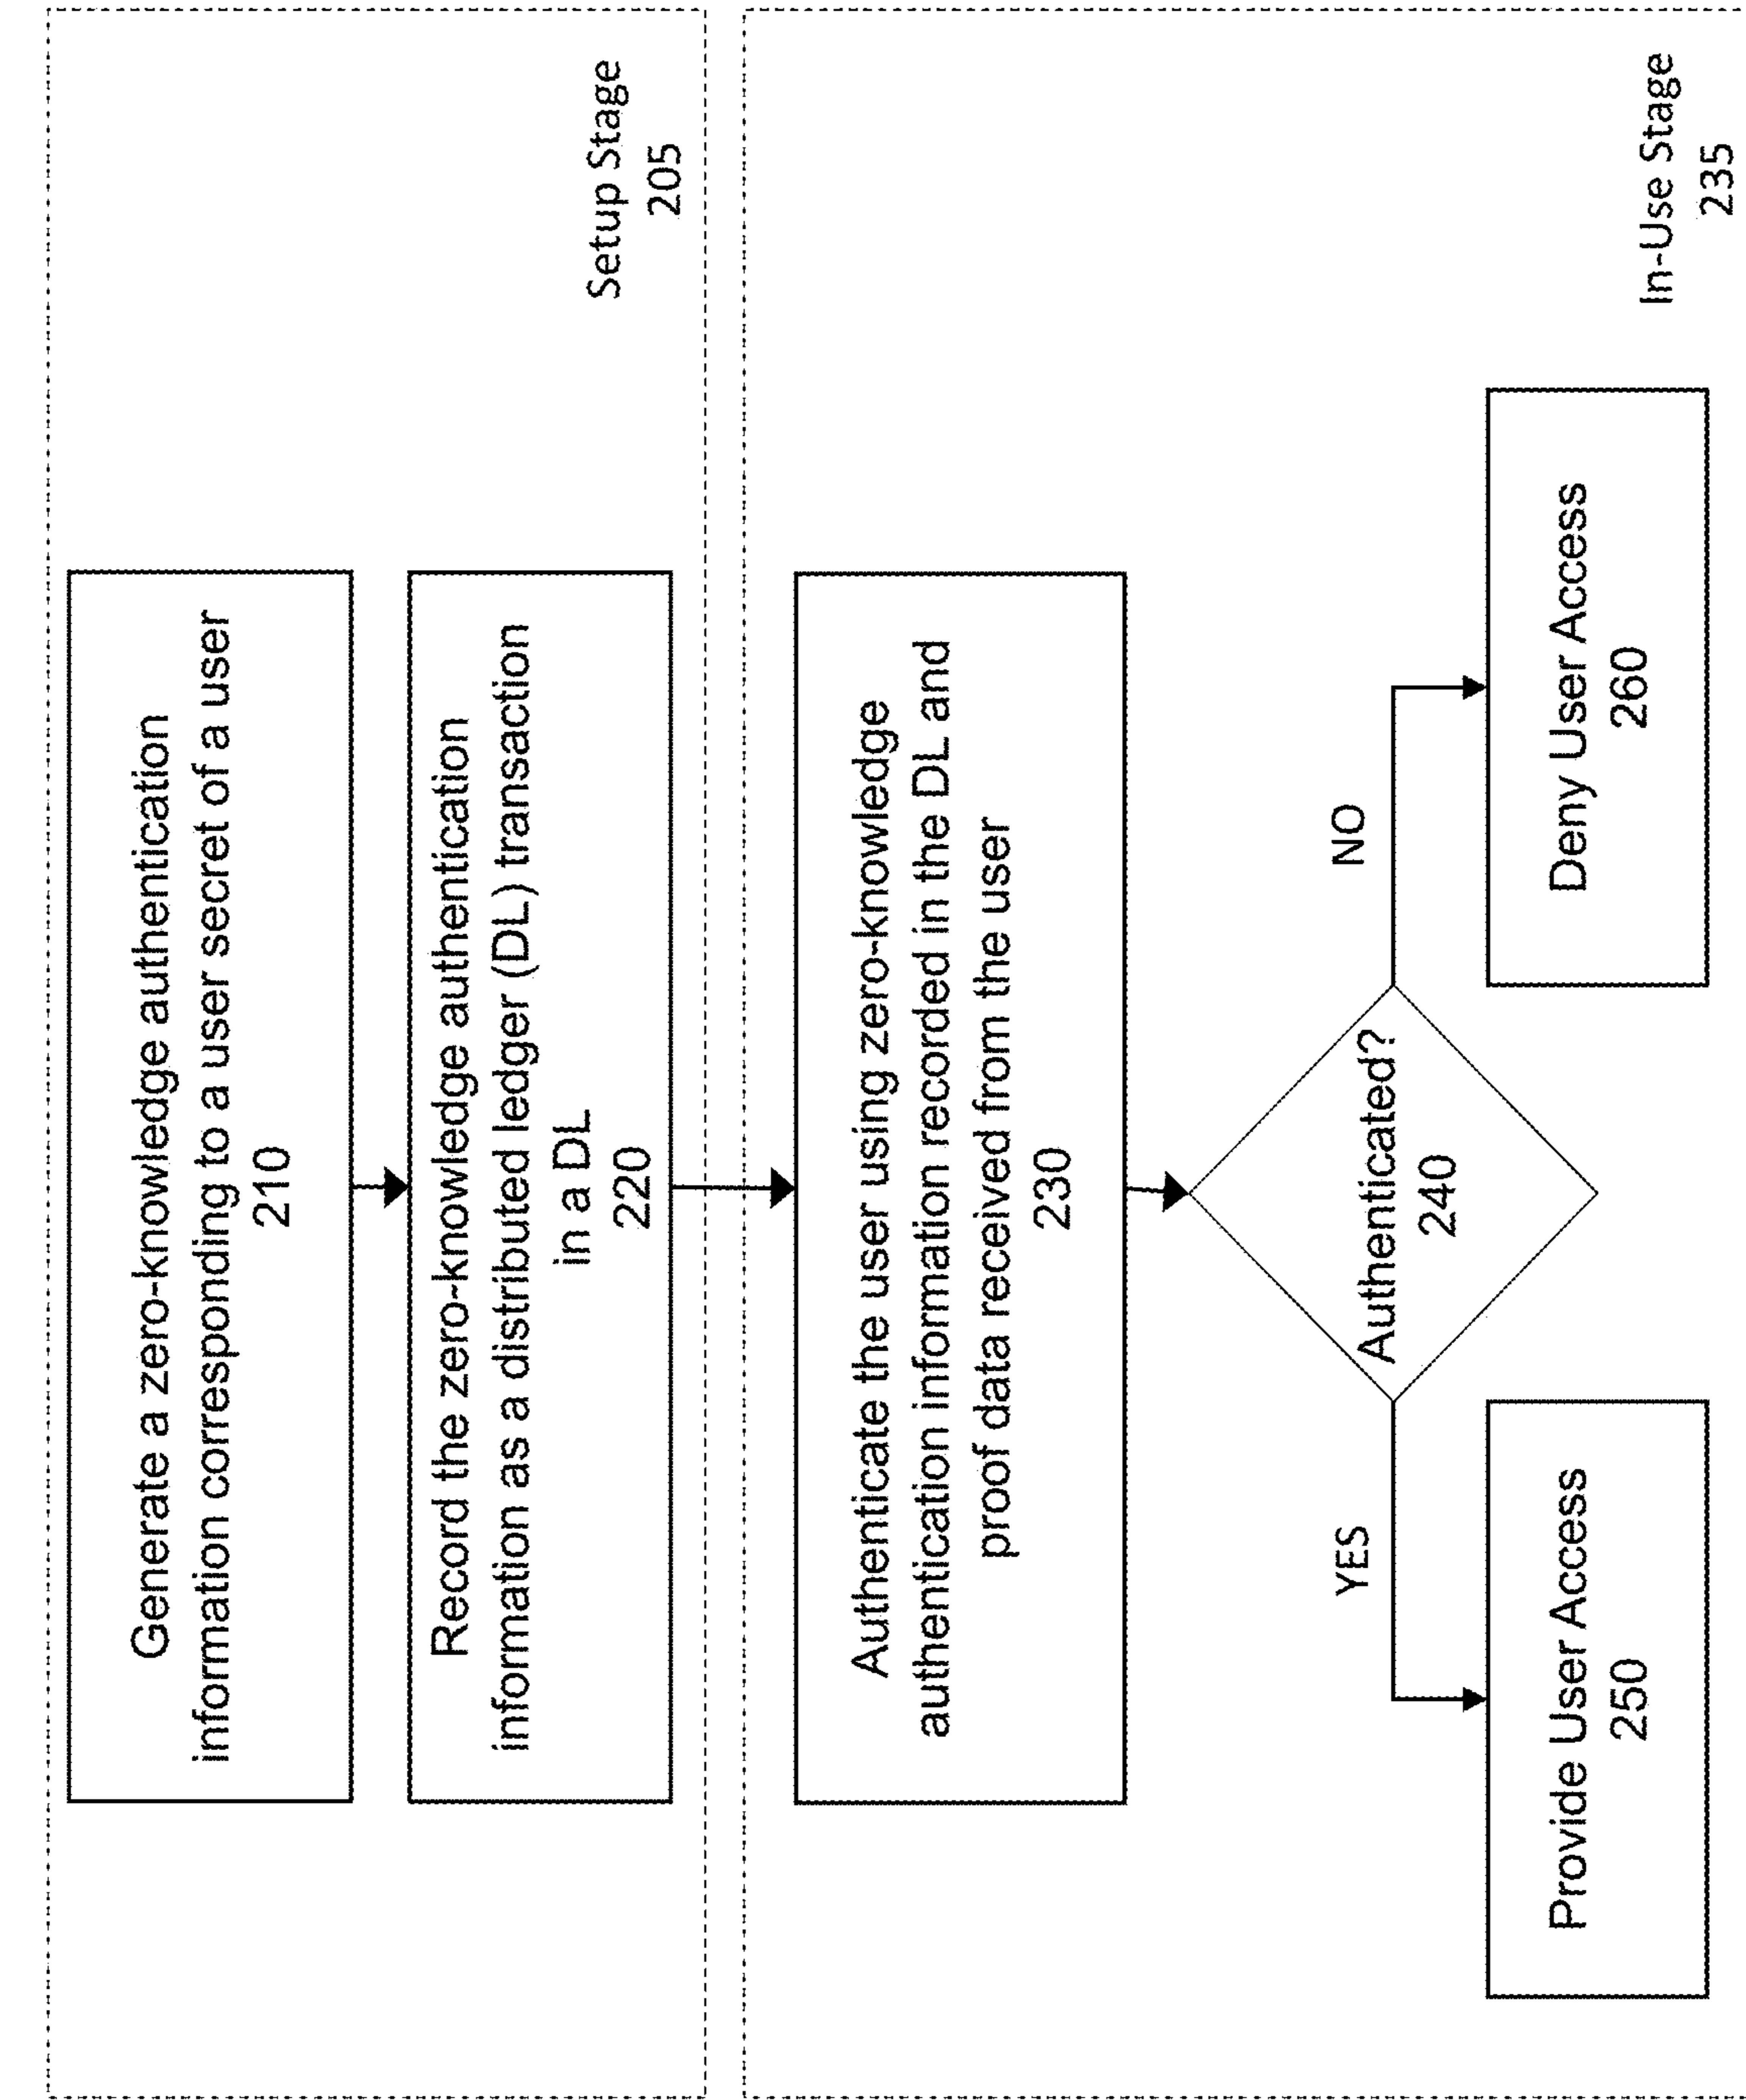 Generate a zero-knowledge authentication
information corresponding to a user secret of a user
210
Record the zero-knowledge authentication
information as a distributed ledger (DL) transaction
in a DL
220
Setup Stage
205
Authenticate the user using zero-knowledge
authentication information recorded in the DL and
proof data received from the user
230
Authenticated?
240
YES
NO
Provide User Access
250
Deny User Access
260
In-Use Stage
235